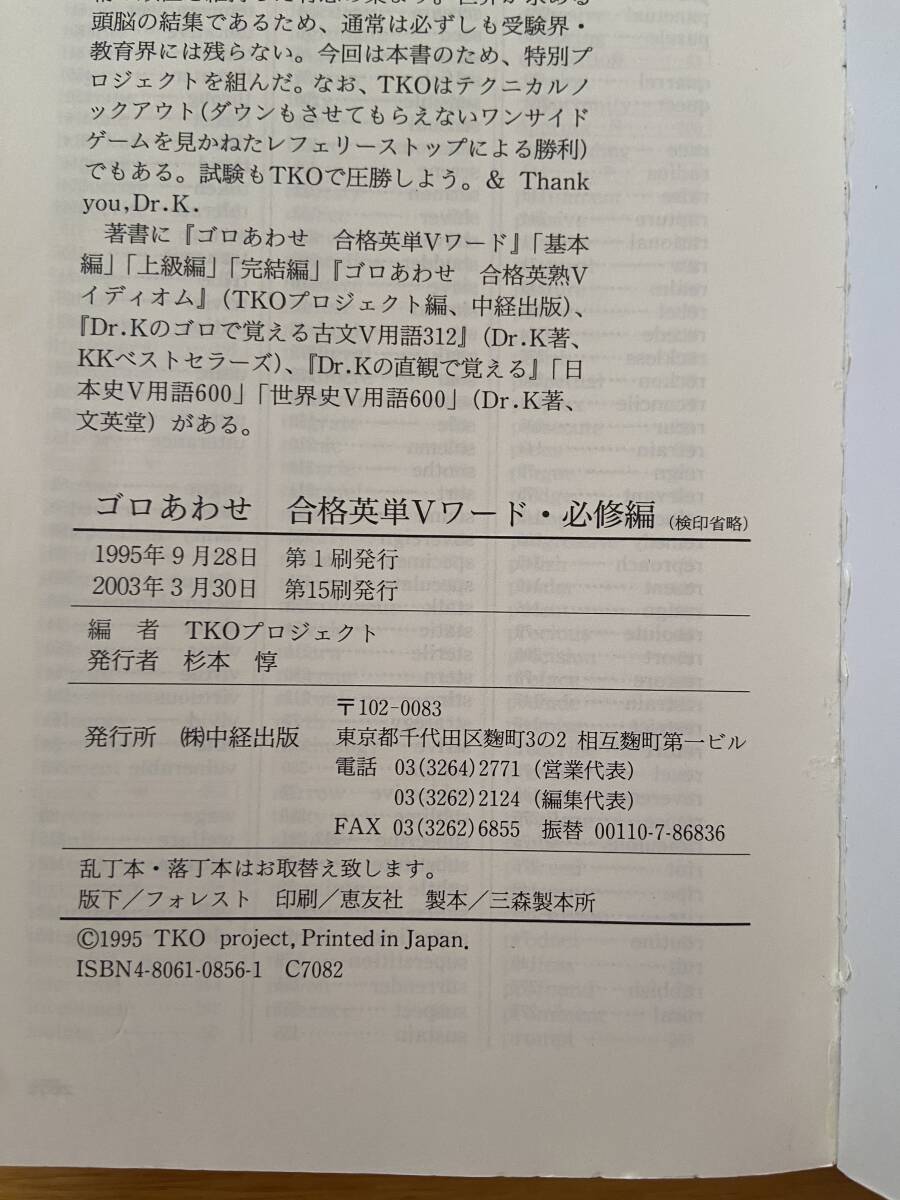 頭脳の結集であるため、通常は必ずしも受験界・
教育界には残らない。今回は本書のため、特別プ
ロジェクトを組んだ。なお、TKOはテクニカルノ
ックアウト(ダウンもさせてもらえないワンサイド
ゲームを見かねたレフェリーストップによる勝利)
でもある。試験もTKOで圧勝しよう。& Thank
you,Dr.K.
著書に『ゴロあわせ 合格英単Vワード』「基本
編」「上級編」「完結編」『ゴロあわせ 合格英熟V
イディオム』(TKOプロジェクト編、中経出版)、
『Dr.Kのゴロで覚える古文V用語312』(Dr.K著、
KKベストセラーズ)、『Dr.Kの直観で覚える』「日
本史V用語600」「世界史V用語600」(Dr.K著、
文英堂)がある。
ゴロあわせ 合格英単Vワード・必修編 (検印省略)
1995年9月28日 第1刷発行
2003年3月30日 第15刷発行
編 者 TKOプロジェクト
発行者 杉本 惇
〒102-0083
発行所 ㈱中経出版 東京都千代田区麴町3の2 相互麴町第一ビル
電話 03(3264)2771 (営業代表)
03(3262)2124 (編集代表)
FAX 03(3262)6855 振替 00110-7-86836
乱丁本・落丁本はお取替え致します。
版下/フォレスト 印刷/恵友社 製本/三森製本所
©1995 TKO project, Printed in Japan.
ISBN4-8061-0856-1 C7082